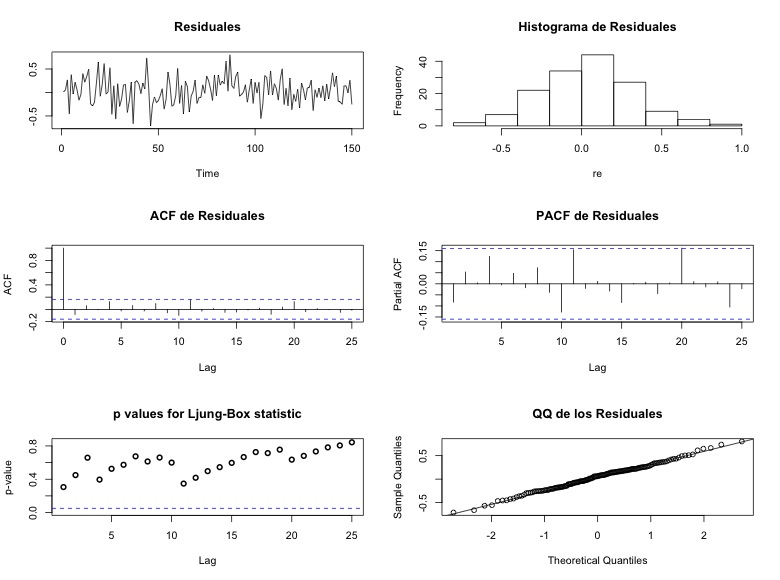 Residuales
0.5
-0.5
0 50 100 150
Time
Histograma de Residuales
Frequency
40
20
0
-0.5 0.0 0.5 1.0
re
ACF de Residuales
ACF
0.8
0.4
-0.2
0 5 10 15 20 25
Lag
PACF de Residuales
Partial ACF
0.15
0.00
-0.15
5 10 15 20 25
Lag
p values for Ljung-Box statistic
p-value
0.8
0.4
0.0
5 10 15 20 25
Lag
QQ de los Residuales
Sample Quantiles
0.5
-0.5
-2 -1 0 1 2
Theoretical Quantiles